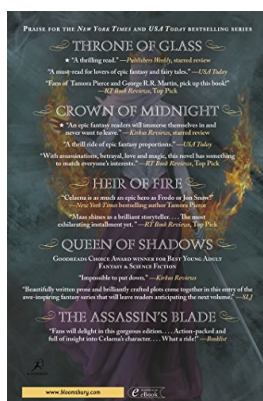 PRAISE FOR THE NEW YORK TIMES AND USA TODAY BESTSELLING SERIES
THRONE OF GLASS
★ "A thrilling read." —Publishers Weekly, starred review
"A must-read for lovers of epic fantasy and fairy tales." —USA Today
"Fans of Tamora Pierce and George R.R. Martin, pick up this book!"
—RT Book Reviews, Top Pick
CROWN OF MIDNIGHT
★ "An epic fantasy readers will immerse themselves in and
never want to leave." —Kirkus Reviews, starred review
"A thrill ride of epic proportions." —USA Today
"With assassinations, betrayal, love and magic, this novel has something
to match everyone's interests." —RT Book Reviews, Top Pick
HEIR OF FIRE
"Celaena is as much an epic hero as Frodo or Jon Snow!"
—New York Times bestselling author Tamora Pierce
"Maas shines as a brilliant storyteller. . . . The most
exhilarating installment yet." —RT Book Reviews, Top Pick
QUEEN OF SHADOWS
GOODREADS CHOICE AWARD WINNER FOR BEST YOUNG ADULT
FANTASY & SCIENCE FICTION
"Impossible to put down." —Kirkus Reviews
"Beautifully written prose and brilliantly crafted plots come together in this entry of the
awe-inspiring fantasy series that will leave readers anticipating the next volume." —SLJ
THE ASSASSIN'S BLADE
"Fans will delight in this gorgeous edition. . . . Action-packed and
full of insight into Celaena's character. . . . What a ride!" —Booklist
BLOOMSBURY
www.bloomsbury.com
eBook